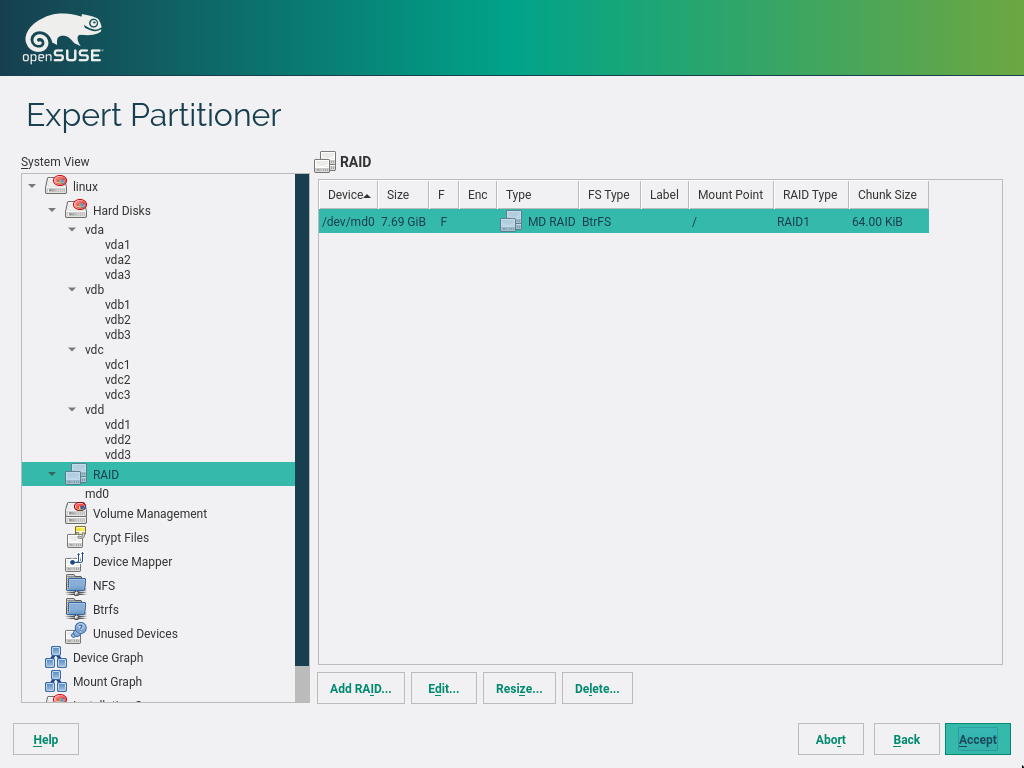 openSUSE
Expert Partitioner
System View
linux
Hard Disks
vda
vda1
vda2
vda3
vdb
vdb1
vdb2
vdb3
vdc
vdc1
vdc2
vdc3
vdd
vdd1
vdd2
vdd3
RAID
md0
Volume Management
Crypt Files
Device Mapper
NFS
Btrfs
Unused Devices
Device Graph
Mount Graph
RAID
Device Size F Enc Type FS Type Label Mount Point RAID Type Chunk Size
/dev/md0 7.69 GiB F MD RAID BtrFS / RAID1 64.00 KiB
Add RAID... Edit... Resize... Delete...
Help Abort Back Accept